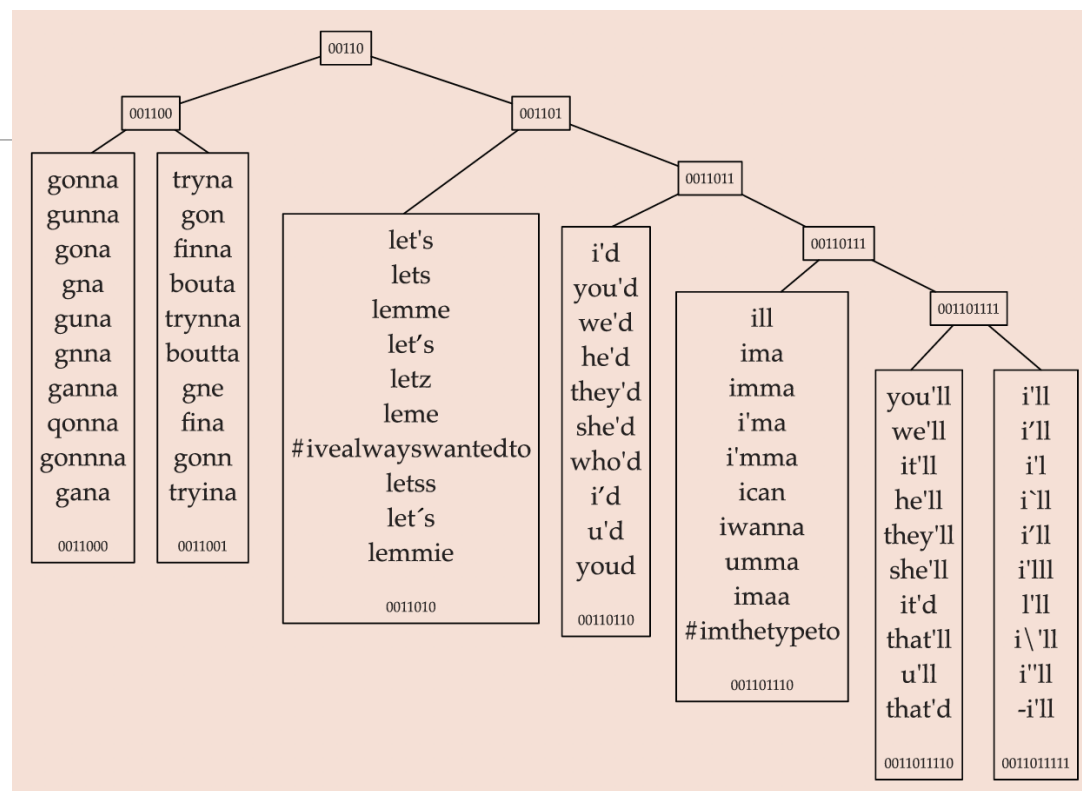 00110
001100
001101
0011011
00110111
001101111
gonna
gunna
gona
gna
guna
gnna
ganna
qonna
gonnna
gana
0011000
tryna
gon
finna
bouta
trynna
boutta
gne
fina
gonn
tryina
0011001
let's
lets
lemme
let′s
letz
leme
#ivealwayswantedto
letss
let´s
lemmie
0011010
i'd
you'd
we'd
he'd
they'd
she'd
who'd
i′d
u'd
youd
00110110
ill
ima
imma
i'ma
i'mma
ican
iwanna
umma
imaa
#imthetypeto
001101110
you'll
we'll
it'll
he'll
they'll
she'll
it'd
that'll
u'll
that'd
0011011110
i'll
i′ll
i'l
i`ll
i′ll
i'lll
l'll
i\'ll
i''ll
-i'll
0011011111